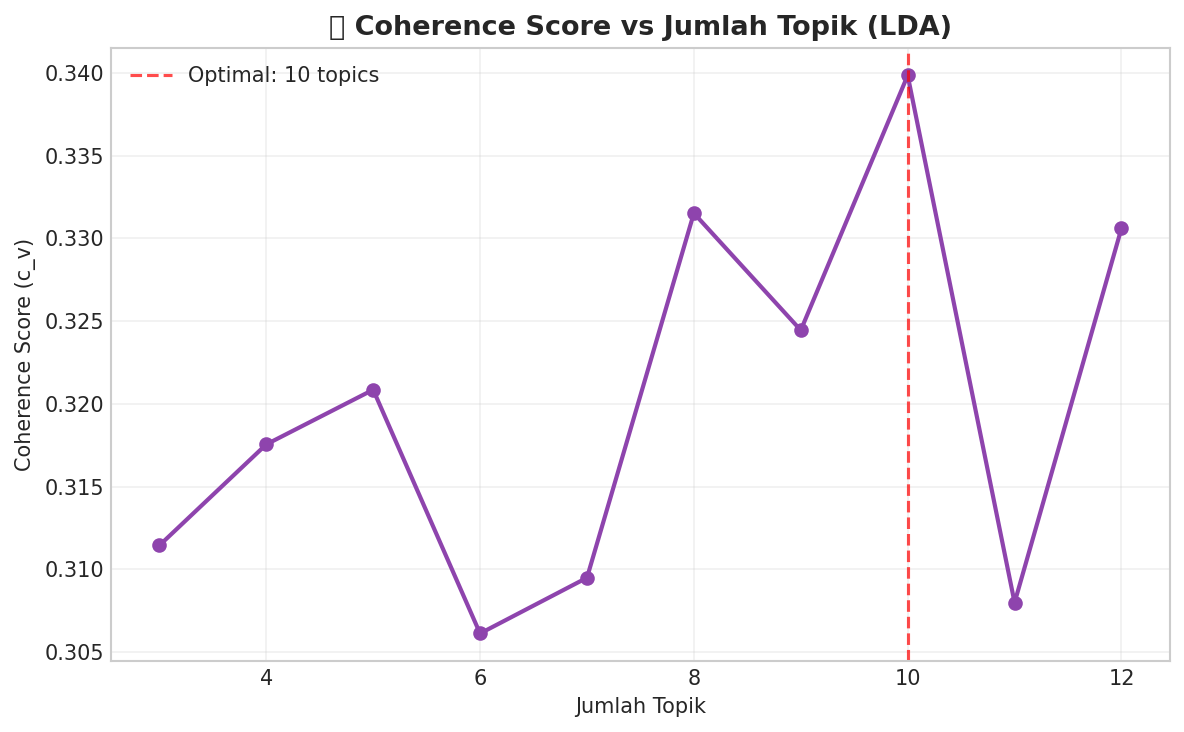 Coherence Score vs Jumlah Topik (LDA)
Optimal: 10 topics
Coherence Score (c_v)
0.340
0.335
0.330
0.325
0.320
0.315
0.310
0.305
4 6 8 10 12
Jumlah Topik